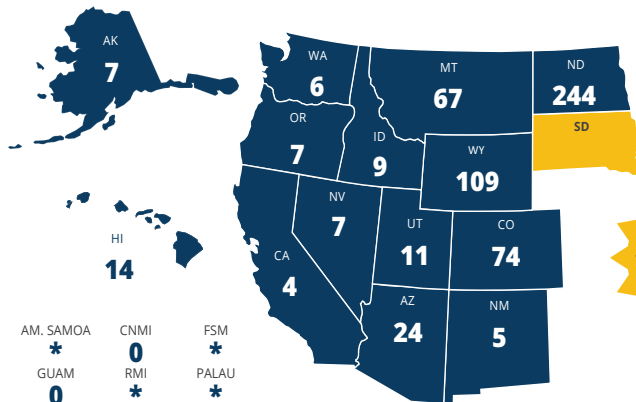 AK
7
WA
6
MT
67
ND
244
OR
7
ID
9
SD
WY
109
NV
7
UT
11
CO
74
HI
14
CA
4
AZ
24
NM
5
AM. SAMOA CNMI FSM
* 0 *
GUAM RMI PALAU
0 * *